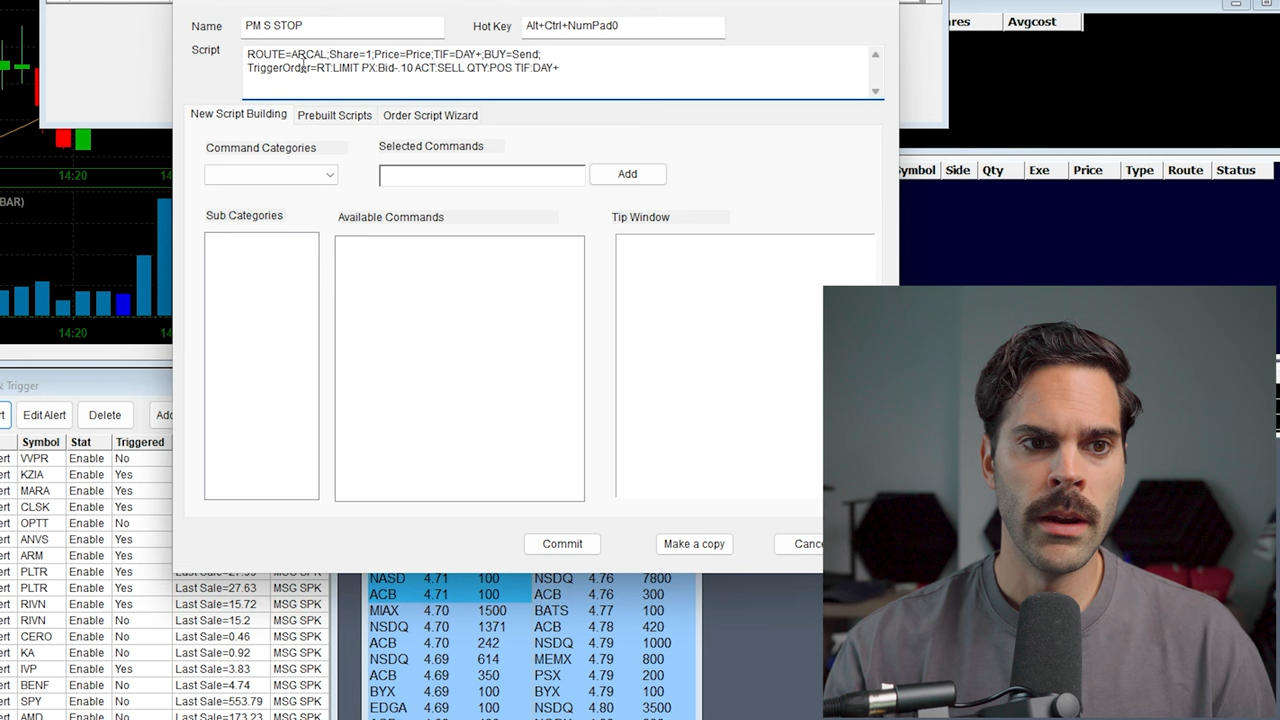 Name PM S STOP Hot Key Alt+Ctrl+NumPad0
Script
ROUTE=ARCAL;Share=1;Price=Price;TIF=DAY+;BUY=Send;
TriggerOrder=RT:LIMIT PX:Bid-.10 ACT:SELL QTY:POS TIF:DAY+
New Script Building Prebuilt Scripts Order Script Wizard
Command Categories Selected Commands
Add
Sub Categories Available Commands Tip Window
Commit Make a copy
Avgcost
Symbol Side Qty Exe Price Type Route Status
14:20
BAR)
14:20
& Trigger
Edit Alert Delete
Symbol Stat Triggered
VVPR Enable No
KZIA Enable Yes
MARA Enable Yes
CLSK Enable Yes
OPTT Enable No
ANVS Enable Yes
ARM Enable Yes
PLTR Enable Yes
PLTR Enable Yes Last Sale=27.63 MSG SPK
RIVN Enable Yes Last Sale=15.72 MSG SPK
RIVN Enable No Last Sale=15.2 MSG SPK
CERO Enable No Last Sale=0.46 MSG SPK
KA Enable No Last Sale=0.92 MSG SPK
IVP Enable Yes Last Sale=3.83 MSG SPK
BENF Enable No Last Sale=4.74 MSG SPK
SPY Enable No Last Sale=553.79 MSG SPK
AMD Enable No Last Sale=173.23 MSG SPK
NASD 4.71 100 NSDQ 4.76 7800
ACB 4.71 100 ACB 4.76 300
MIAX 4.70 1500 BATS 4.77 100
NSDQ 4.70 1371 ACB 4.78 420
ACB 4.70 242 NSDQ 4.79 1000
NSDQ 4.69 614 MEMX 4.79 800
ACB 4.69 350 PSX 4.79 200
BYX 4.69 100 BYX 4.79 100
EDGA 4.69 100 NSDQ 4.80 3500